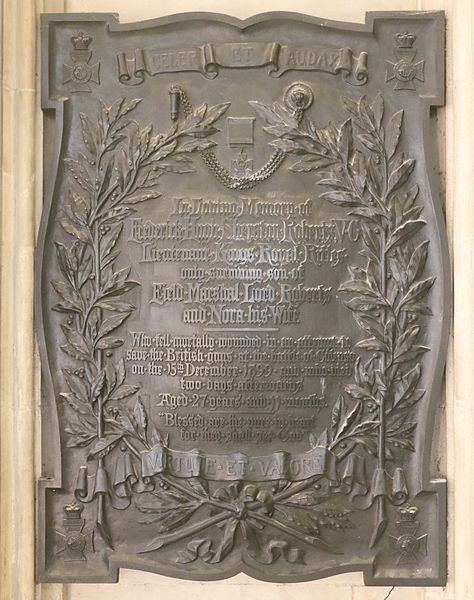 CELER ET AUDAX
In Loving Memory of
Frederick Hugh Sherston Roberts, V.C.
Lieutenant Kings Royal Rifles
only surviving son of
Field-Marshal Lord Roberts
and Nora his Wife
Who fell mortally wounded in an attempt to
save the British guns at the battle of Colenso
on the 15th December 1899 and who died
two days afterwards
Aged 27 years and 11 months.
"Blessed are the pure in heart
for they shall see God"
VIRTUTE ET VALORE